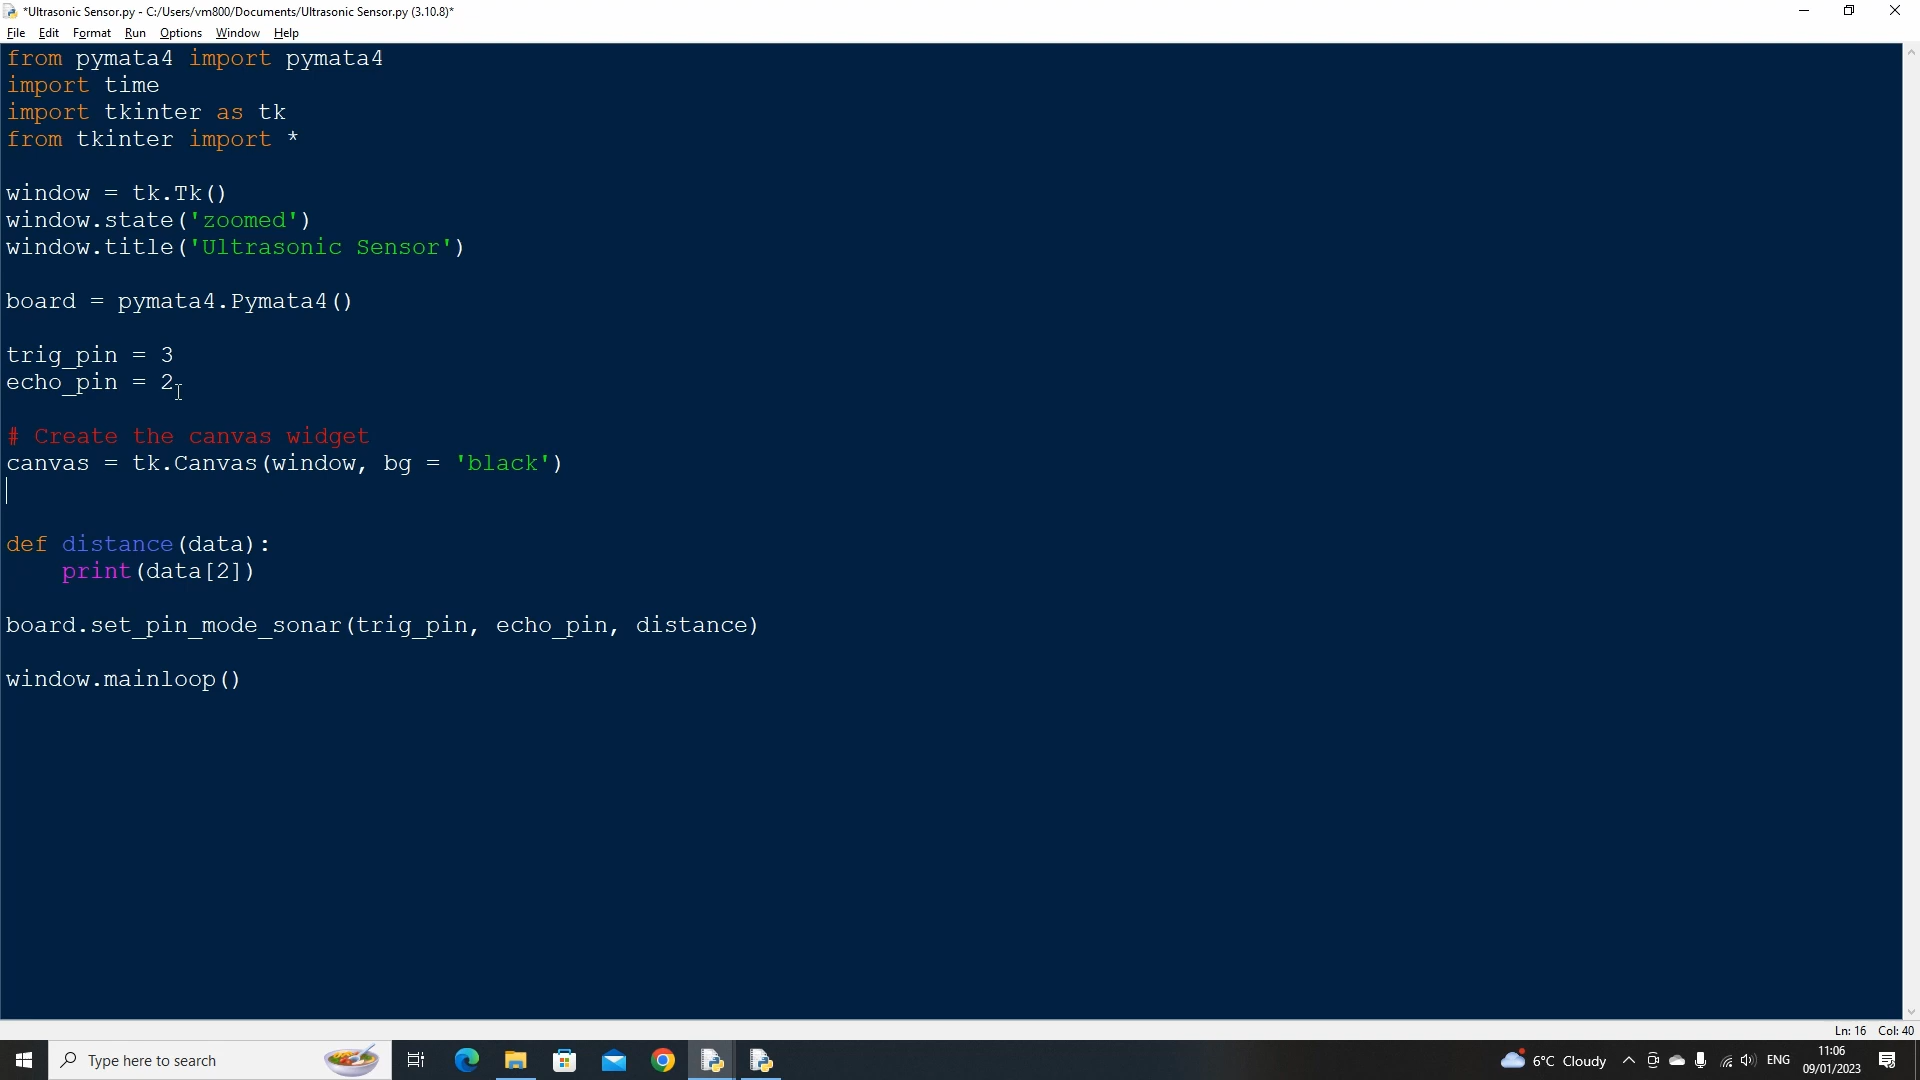 *Ultrasonic Sensor.py - C:/Users/vm800/Documents/Ultrasonic Sensor.py (3.10.8)*
File Edit Format Run Options Window Help
from pymata4 import pymata4
import time
import tkinter as tk
from tkinter import *
window = tk.Tk()
window.state('zoomed')
window.title('Ultrasonic Sensor')
board = pymata4.Pymata4()
trig_pin = 3
echo_pin = 2
# Create the canvas widget
canvas = tk.Canvas(window, bg = 'black')
def distance(data):
    print(data[2])
board.set_pin_mode_sonar(trig_pin, echo_pin, distance)
window.mainloop()
Ln: 16 Col: 40
Type here to search
6°C Cloudy
ENG
11:06
09/01/2023